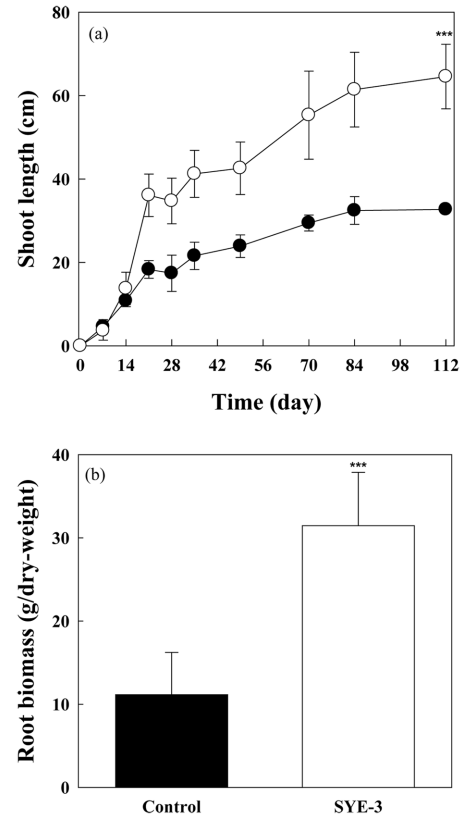 (a)
***
80
60
40
20
0
Shoot length (cm)
0 14 28 42 56 70 84 98 112
Time (day)
(b)
***
40
30
20
10
0
Root biomass (g/dry-weight)
Control SYE-3